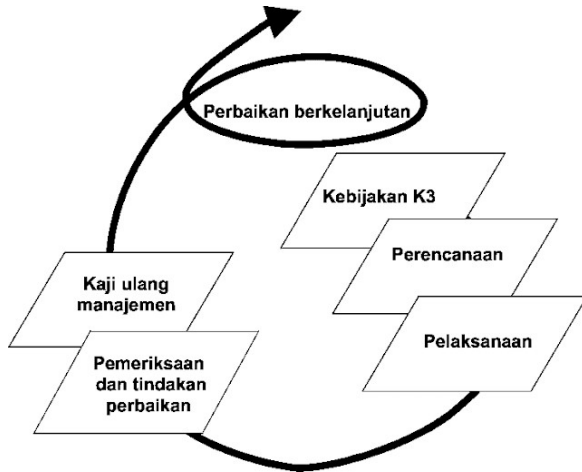 Perbaikan berkelanjutan
Kebijakan K3
Perencanaan
Pelaksanaan
Kaji ulang
manajemen
Pemeriksaan
dan tindakan
perbaikan